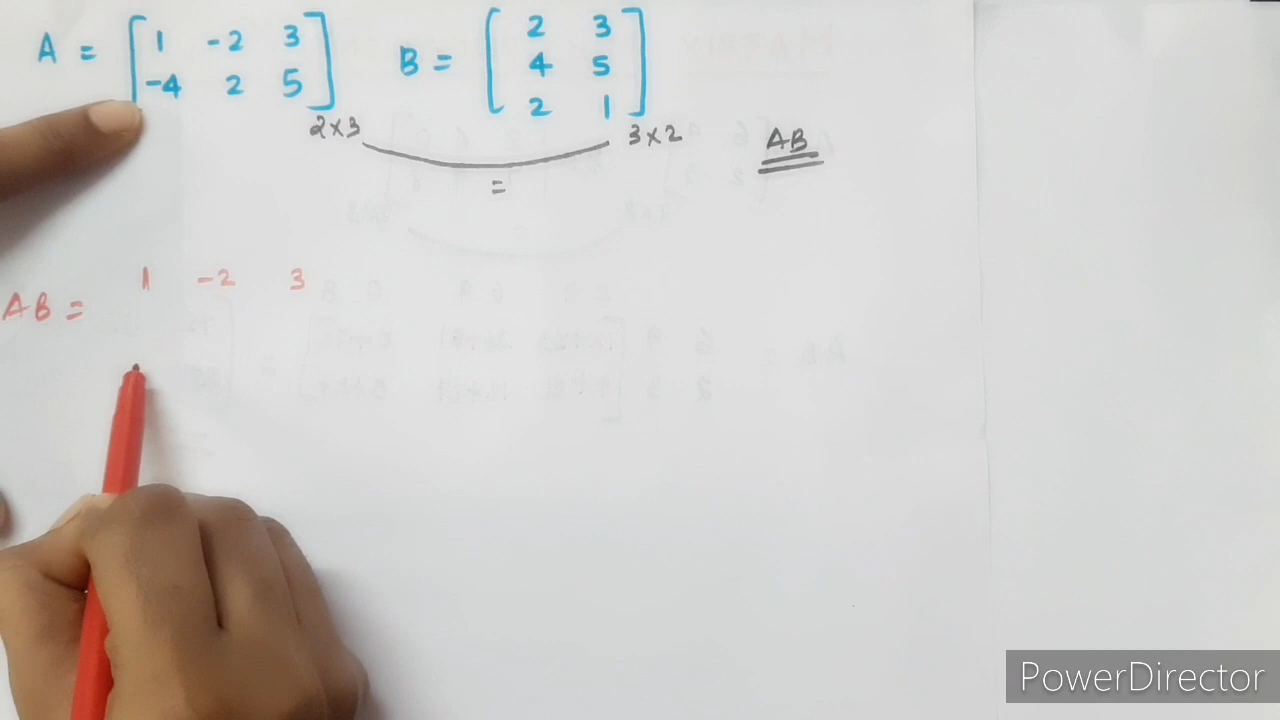 A = [ 1 -2 3 B = [ 2 3
-4 2 5 ] 4 5
2 1 ]
2×3 3×2 AB
=
1 -2 3
AB =
PowerDirector